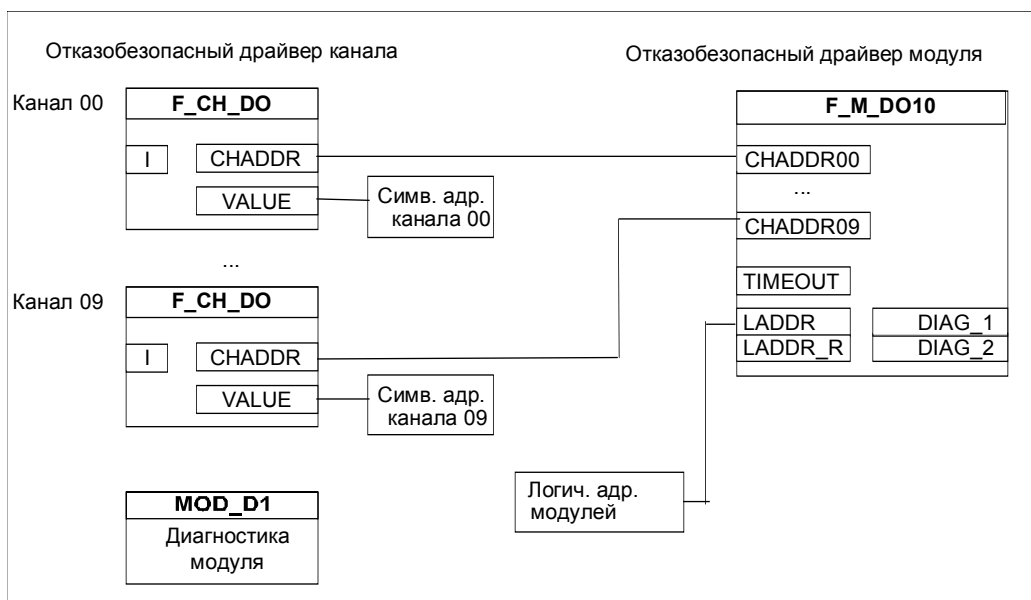 Отказобезопасный драйвер канала
Отказобезопасный драйвер модуля
Канал 00
F_CH_DO
F_M_DO10
I
CHADDR
CHADDR00
VALUE
Симв. адр.
канала 00
...
CHADDR09
...
Канал 09
F_CH_DO
TIMEOUT
LADDR
DIAG_1
I
CHADDR
LADDR_R
DIAG_2
VALUE
Симв. адр.
канала 09
MOD_D1
Диагностика
модуля
Логич. адр.
модулей